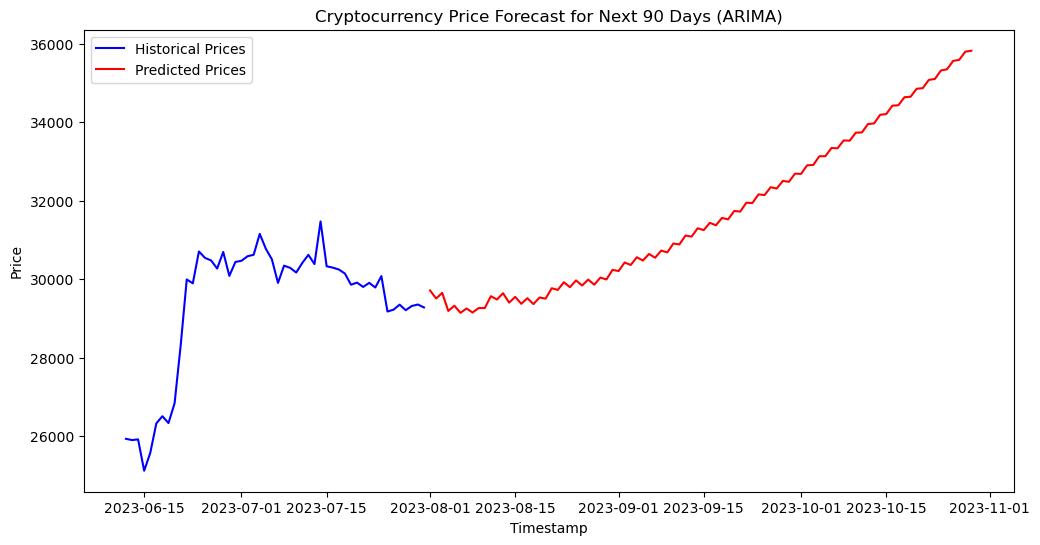 Cryptocurrency Price Forecast for Next 90 Days (ARIMA)
Historical Prices
Predicted Prices
Price
36000
34000
32000
30000
28000
26000
2023-06-15 2023-07-01 2023-07-15 2023-08-01 2023-08-15 2023-09-01 2023-09-15 2023-10-01 2023-10-15 2023-11-01
Timestamp